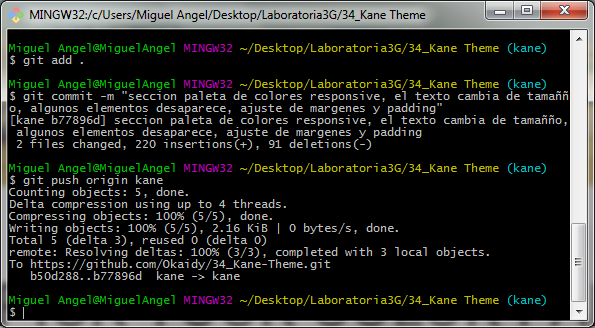 MINGW32:/c/Users/Miguel Angel/Desktop/Laboratoria3G/34_Kane Theme
Miguel Angel@MiguelAngel MINGW32 ~/Desktop/Laboratoria3G/34_Kane Theme (kane)
$ git add .
Miguel Angel@MiguelAngel MINGW32 ~/Desktop/Laboratoria3G/34_Kane Theme (kane)
$ git commit -m "seccion paleta de colores responsive, el texto cambia de tamañ
o, algunos elementos desaparece, ajuste de margenes y padding"
[kane b77896d] seccion paleta de colores responsive, el texto cambia de tamañño,
algunos elementos desaparece, ajuste de margenes y padding
2 files changed, 220 insertions(+), 91 deletions(-)
Miguel Angel@MiguelAngel MINGW32 ~/Desktop/Laboratoria3G/34_Kane Theme (kane)
$ git push origin kane
Counting objects: 5, done.
Delta compression using up to 4 threads.
Compressing objects: 100% (5/5), done.
Writing objects: 100% (5/5), 2.16 KiB | 0 bytes/s, done.
Total 5 (delta 3), reused 0 (delta 0)
remote: Resolving deltas: 100% (3/3), completed with 3 local objects.
To https://github.com/Okaidy/34_Kane-Theme.git
b50d288..b77896d  kane -> kane
Miguel Angel@MiguelAngel MINGW32 ~/Desktop/Laboratoria3G/34_Kane Theme (kane)
$